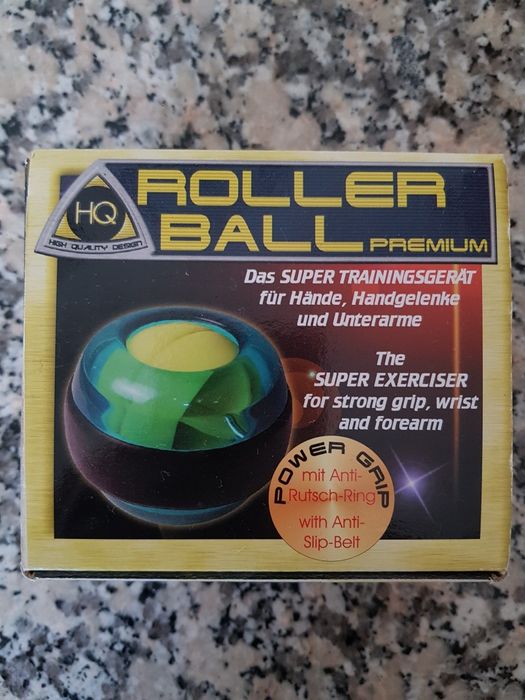 HQ
HIGH QUALITY DESIGN
ROLLER
BALL PREMIUM
Das SUPER TRAININGSGERÄT
für Hände, Handgelenke
und Unterarme
The
SUPER EXERCISER
for strong grip, wrist
and forearm
POWER GRIP
mit Anti-
Rutsch-Ring
with Anti-
Slip-Belt